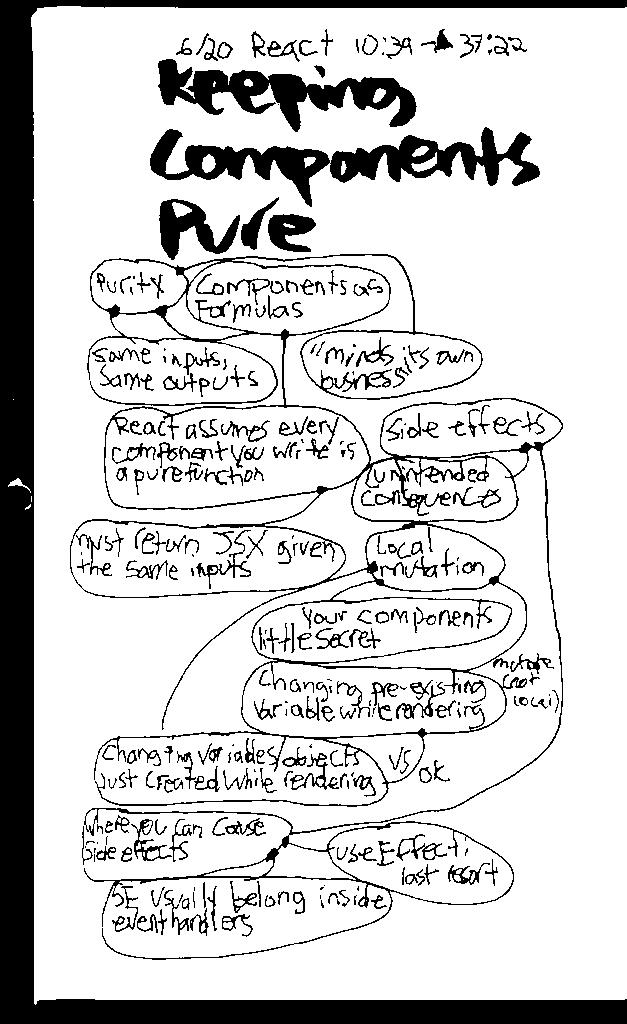 6/20 React 10:39 → 37:22
Keeping
Components
Pure
Purity
Components as
Formulas
same inputs,
same outputs
"minds its own
business"
React assumes every
component you write is
a pure function
Side effects
unintended
consequences
must return JSX given
the same inputs
Local
mutation
Your components
little secret
Changing pre-existing
variable while rendering
mutate
(not
local)
Changing variables/objects
just created while rendering
VS
OK
Where you can cause
Side effects
useEffect,
last resort
SE usually belong inside
event handlers